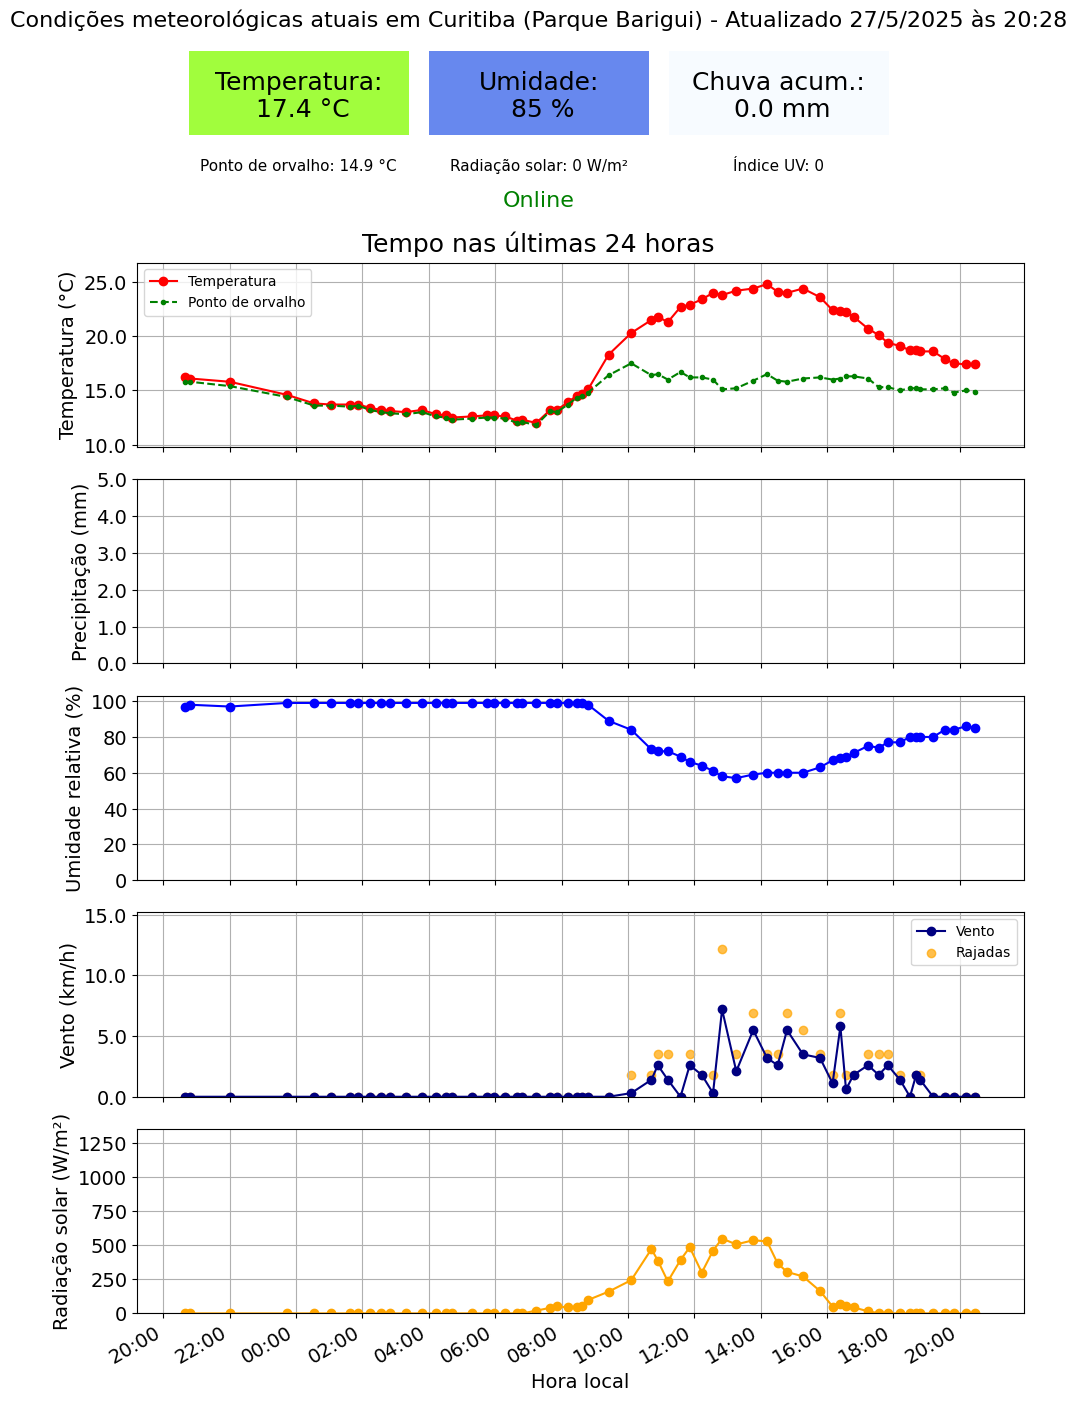 Condições meteorológicas atuais em Curitiba (Parque Barigui) - Atualizado 27/5/2025 às 20:28
Temperatura:
17.4 °C
Umidade:
85 %
Chuva acum.:
0.0 mm
Ponto de orvalho: 14.9 °C
Radiação solar: 0 W/m²
Índice UV: 0
Online
Tempo nas últimas 24 horas
Temperatura (°C)
25.0
20.0
15.0
10.0
Temperatura
Ponto de orvalho
Precipitação (mm)
5.0
4.0
3.0
2.0
1.0
0.0
Umidade relativa (%)
100
80
60
40
20
0
Vento (km/h)
15.0
10.0
5.0
0.0
Vento
Rajadas
Radiação solar (W/m²)
1250
1000
750
500
250
0
20:00
22:00
00:00
02:00
04:00
06:00
08:00
10:00
12:00
14:00
16:00
18:00
20:00
Hora local